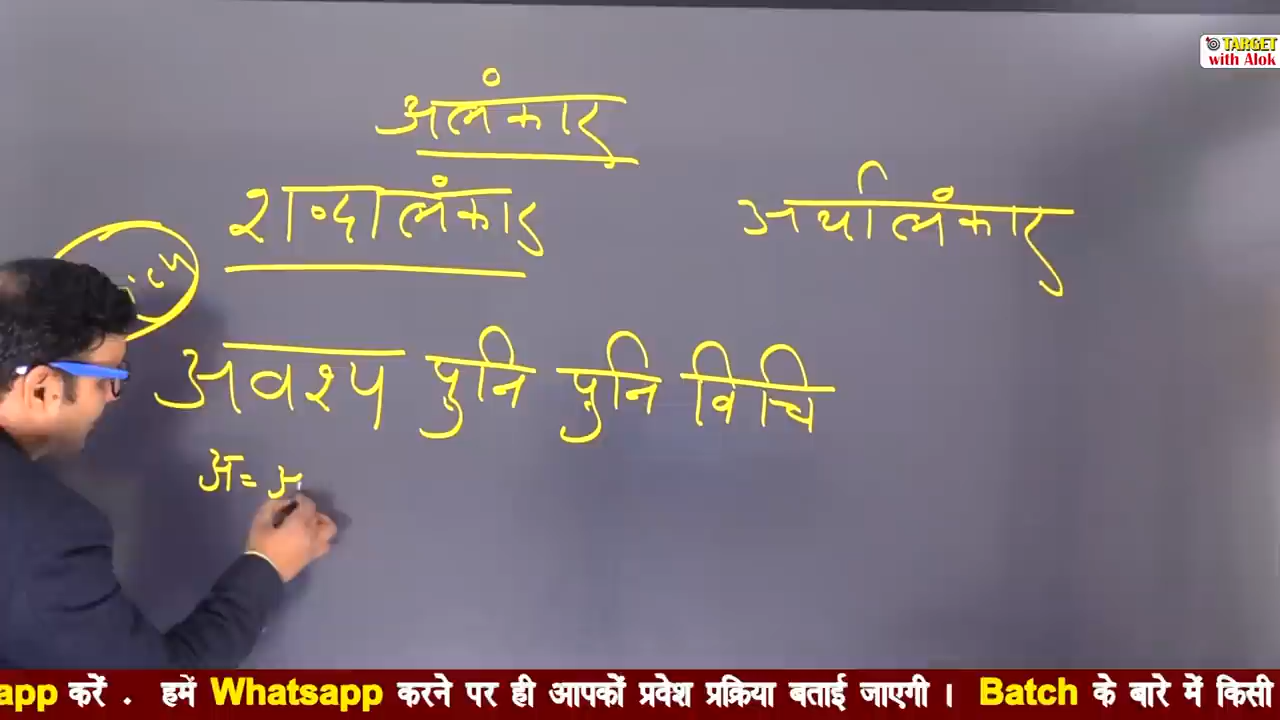 TARGET
with Alok
अलंकार
शब्दालंकार
अर्थालंकार
अवश्य पुनि पुनि विचि
अ = अ
app करें . हमें Whatsapp करने पर ही आपकों प्रवेश प्रक्रिया बताई जाएगी । Batch के बारे में किसी